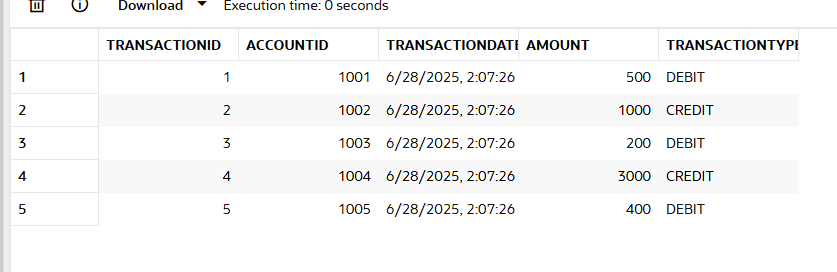 Download Execution time: 0 seconds
TRANSACTIONID ACCOUNTID TRANSACTIONDATE AMOUNT TRANSACTIONTYPE
1 1 1001 6/28/2025, 2:07:26 500 DEBIT
2 2 1002 6/28/2025, 2:07:26 1000 CREDIT
3 3 1003 6/28/2025, 2:07:26 200 DEBIT
4 4 1004 6/28/2025, 2:07:26 3000 CREDIT
5 5 1005 6/28/2025, 2:07:26 400 DEBIT